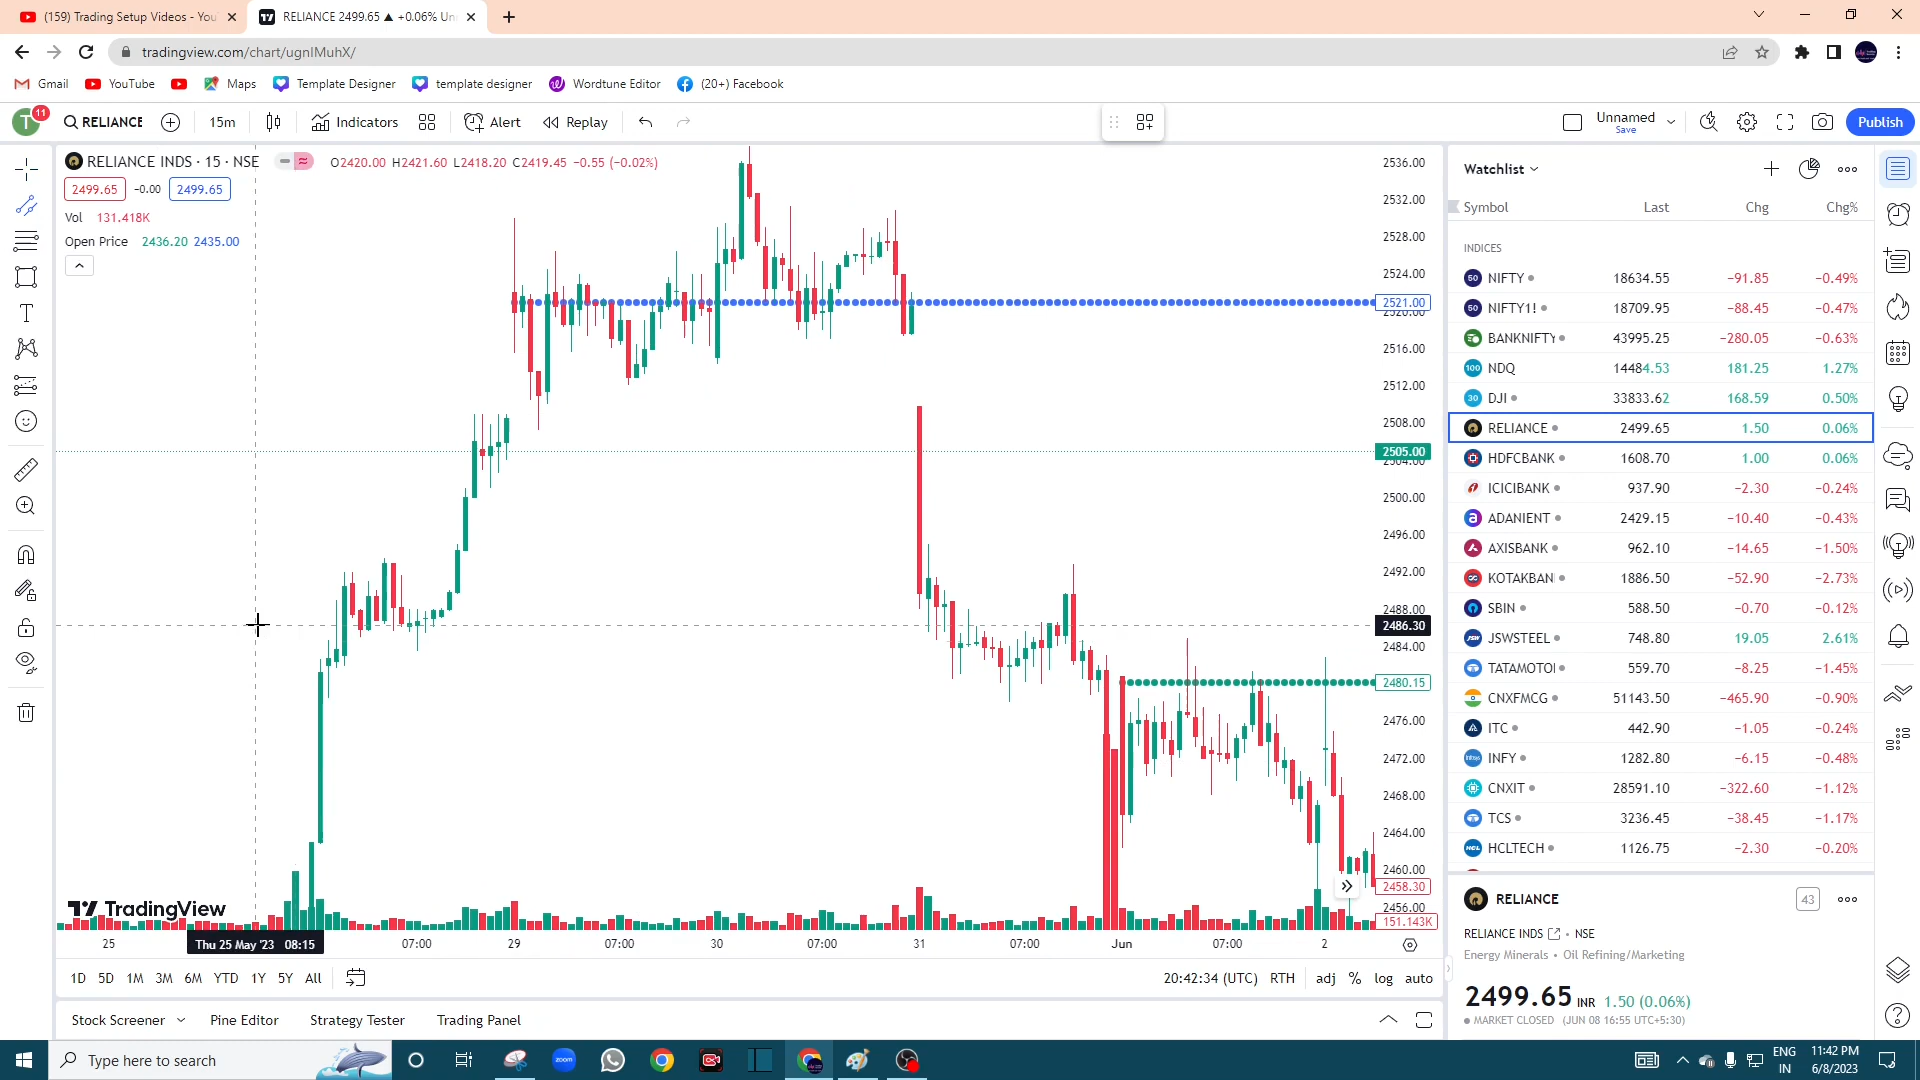 (159) Trading Setup Videos - You
RELIANCE 2499.65 ▲ +0.06% Un
tradingview.com/chart/ugnIMuhX/
Gmail
YouTube
Maps
Template Designer
template designer
Wordtune Editor
(20+) Facebook
T
11
RELIANCE
15m
Indicators
Alert
Replay
Unnamed
Save
Publish
RELIANCE INDS · 15 · NSE
O2420.00 H2421.60 L2418.20 C2419.45 −0.55 (−0.02%)
2499.65
-0.00
2499.65
Vol 131.418K
Open Price 2436.20 2435.00
2536.00
2532.00
2528.00
2524.00
2521.00
2520.00
2516.00
2512.00
2508.00
2505.00
2504.00
2500.00
2496.00
2492.00
2488.00
2486.30
2484.00
2480.15
2476.00
2472.00
2468.00
2464.00
2460.00
2458.30
2456.00
151.143K
TradingView
25
Thu 25 May '23 08:15
07:00
29
07:00
30
07:00
31
07:00
Jun
07:00
2
1D 5D 1M 3M 6M YTD 1Y 5Y All
20:42:34 (UTC) RTH adj % log auto
Stock Screener
Pine Editor
Strategy Tester
Trading Panel
Watchlist
Symbol Last Chg Chg%
INDICES
50 NIFTY 18634.55 −91.85 −0.49%
50 NIFTY1! 18709.95 −88.45 −0.47%
BANKNIFTY 43995.25 −280.05 −0.63%
100 NDQ 14484.53 181.25 1.27%
30 DJI 33833.62 168.59 0.50%
RELIANCE 2499.65 1.50 0.06%
HDFCBANK 1608.70 1.00 0.06%
ICICIBANK 937.90 −2.30 −0.24%
ADANIENT 2429.15 −10.40 −0.43%
AXISBANK 962.10 −14.65 −1.50%
KOTAKBAN 1886.50 −52.90 −2.73%
SBIN 588.50 −0.70 −0.12%
JSWSTEEL 748.80 19.05 2.61%
TATAMOTO 559.70 −8.25 −1.45%
CNXFMCG 51143.50 −465.90 −0.90%
ITC 442.90 −1.05 −0.24%
INFY 1282.80 −6.15 −0.48%
CNXIT 28591.10 −322.60 −1.12%
TCS 3236.45 −38.45 −1.17%
HCLTECH 1126.75 −2.30 −0.20%
RELIANCE
43
RELIANCE INDS • NSE
Energy Minerals • Oil Refining/Marketing
2499.65 INR 1.50 (0.06%)
MARKET CLOSED (JUN 08 16:55 UTC+5:30)
Type here to search
zoom
ENG
IN
11:42 PM
6/8/2023